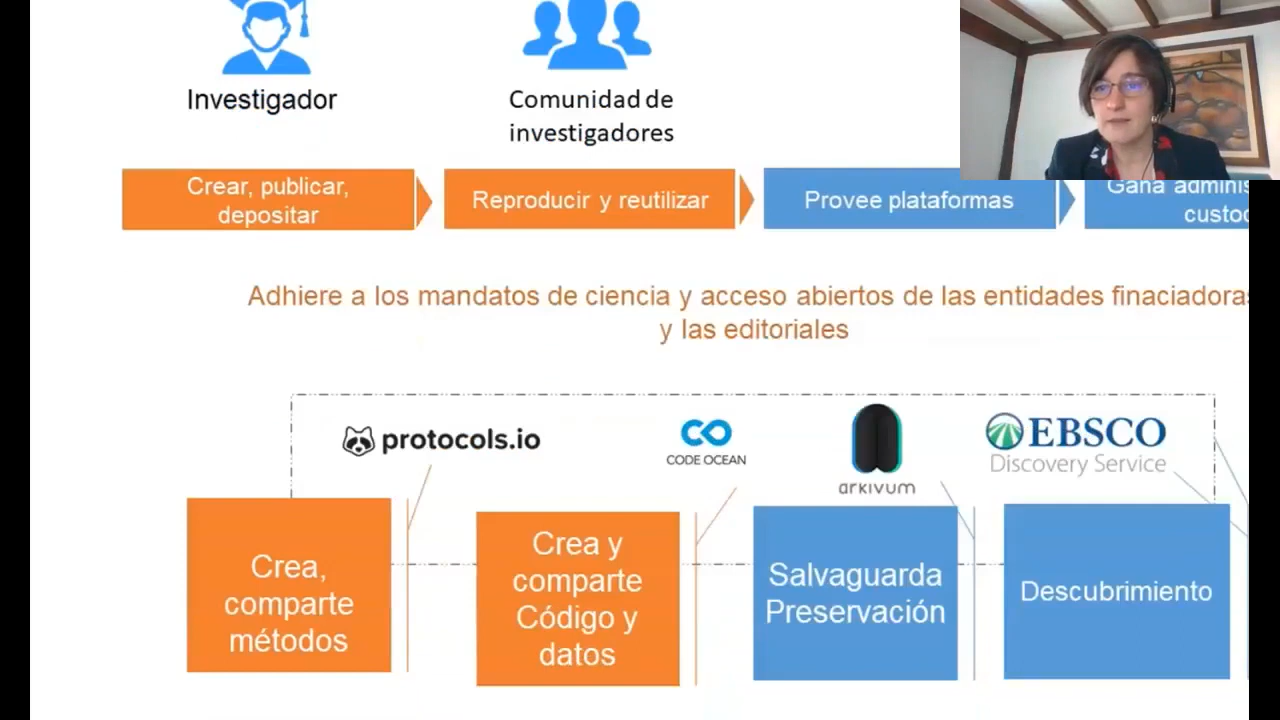 Investigador
Comunidad de
investigadores
Crear, publicar,
depositar
Reproducir y reutilizar
Provee plataformas
Gana
Adhiere a los mandatos de ciencia y acceso abiertos de las entidades finaciadoras
y las editoriales
protocols.io
CODE OCEAN
arkivum
EBSCO
Discovery Service
Crea,
comparte
métodos
Crea y
comparte
Código y
datos
Salvaguarda
Preservación
Descubrimiento